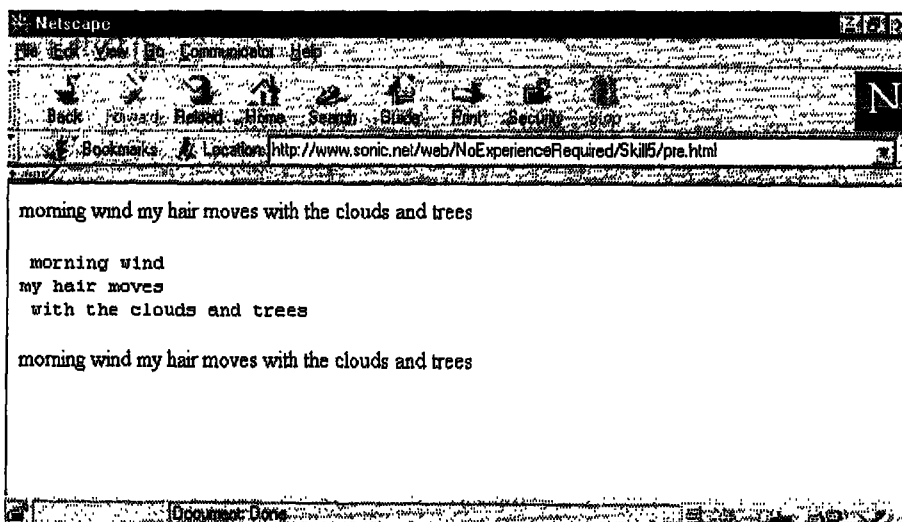 Netscape
File Edit View Go Communicator Help
Back Forward Reload Home Search Guide Print Security Stop
Bookmarks Location: http://www.sonic.net/web/NoExperienceRequired/Skill5/pre.html
N
morning wind my hair moves with the clouds and trees
morning wind
my hair moves
with the clouds and trees
morning wind my hair moves with the clouds and trees
Document: Done